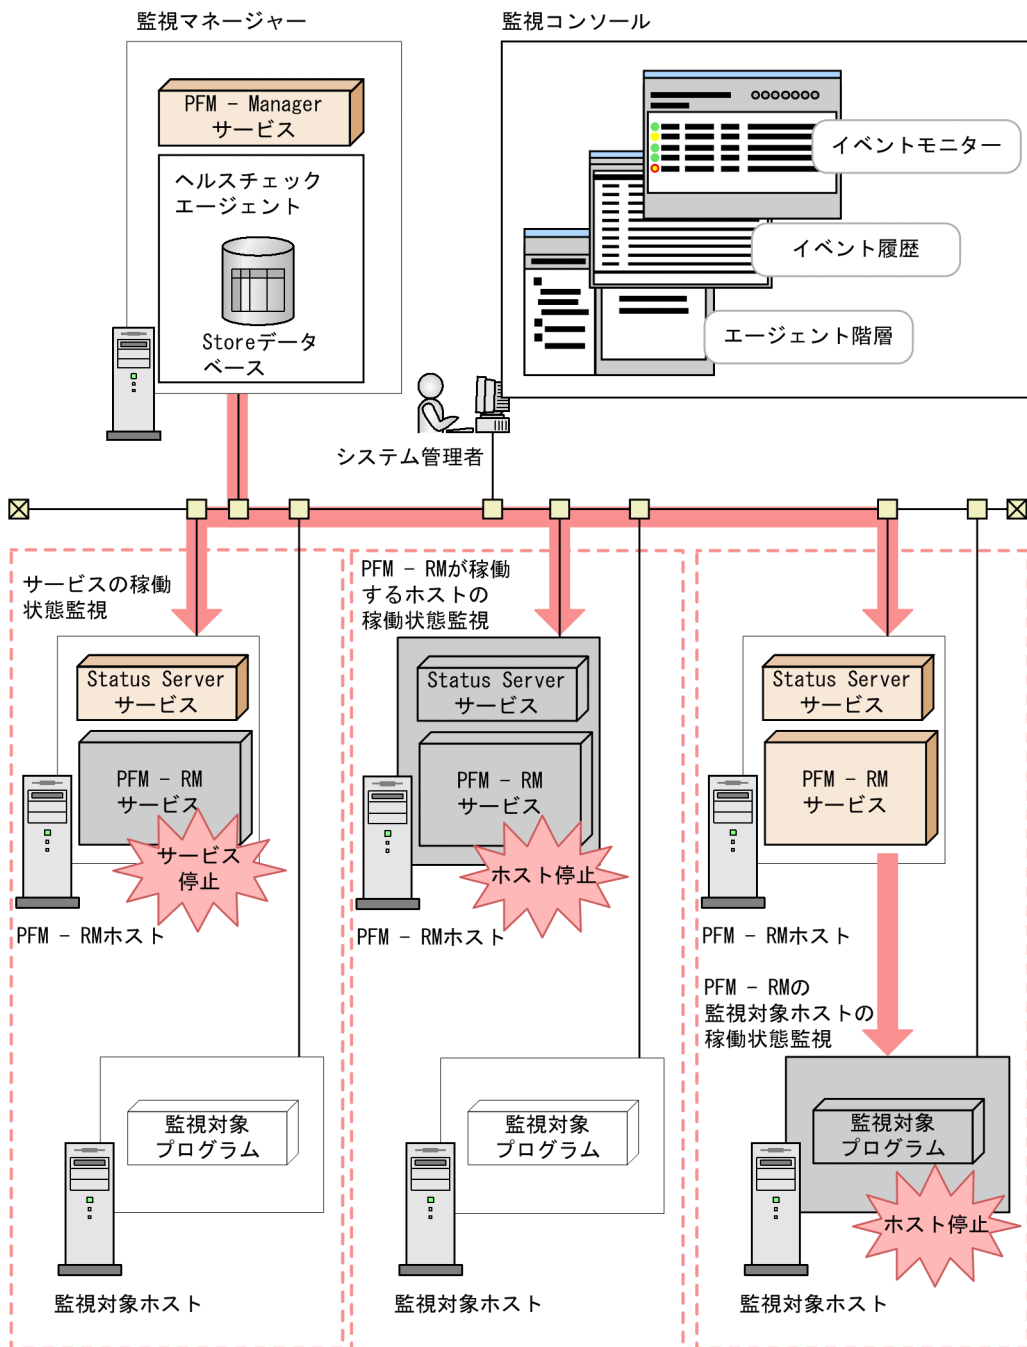 監視マネージャー
監視コンソール
PFM - Manager
サービス
ヘルスチェック
エージェント
Storeデータ
ベース
イベントモニター
イベント履歴
エージェント階層
システム管理者
サービスの稼働
状態監視
Status Server
サービス
PFM - RM
サービス
サービス
停止
PFM - RMホスト
監視対象
プログラム
監視対象ホスト
PFM - RMが稼働
するホストの
稼働状態監視
Status Server
サービス
PFM - RM
サービス
ホスト停止
PFM - RMホスト
監視対象
プログラム
監視対象ホスト
Status Server
サービス
PFM - RM
サービス
PFM - RMホスト
PFM - RMの
監視対象ホストの
稼働状態監視
監視対象
プログラム
ホスト停止
監視対象ホスト